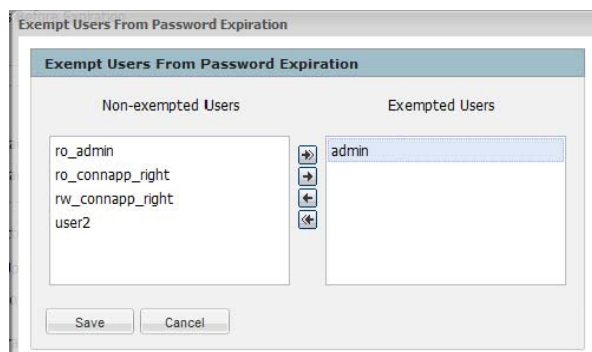 Exempt Users From Password Expiration
Exempt Users From Password Expiration
Non-exempted Users
Exempted Users
ro_admin
ro_connapp_right
rw_connapp_right
user2
admin
Save
Cancel